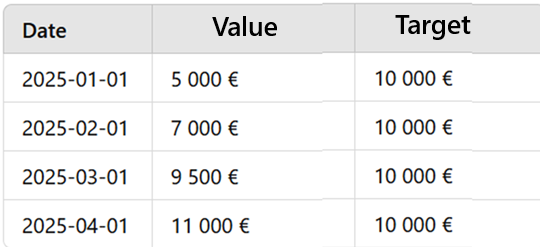 Date Value Target
2025-01-01 5 000 € 10 000 €
2025-02-01 7 000 € 10 000 €
2025-03-01 9 500 € 10 000 €
2025-04-01 11 000 € 10 000 €